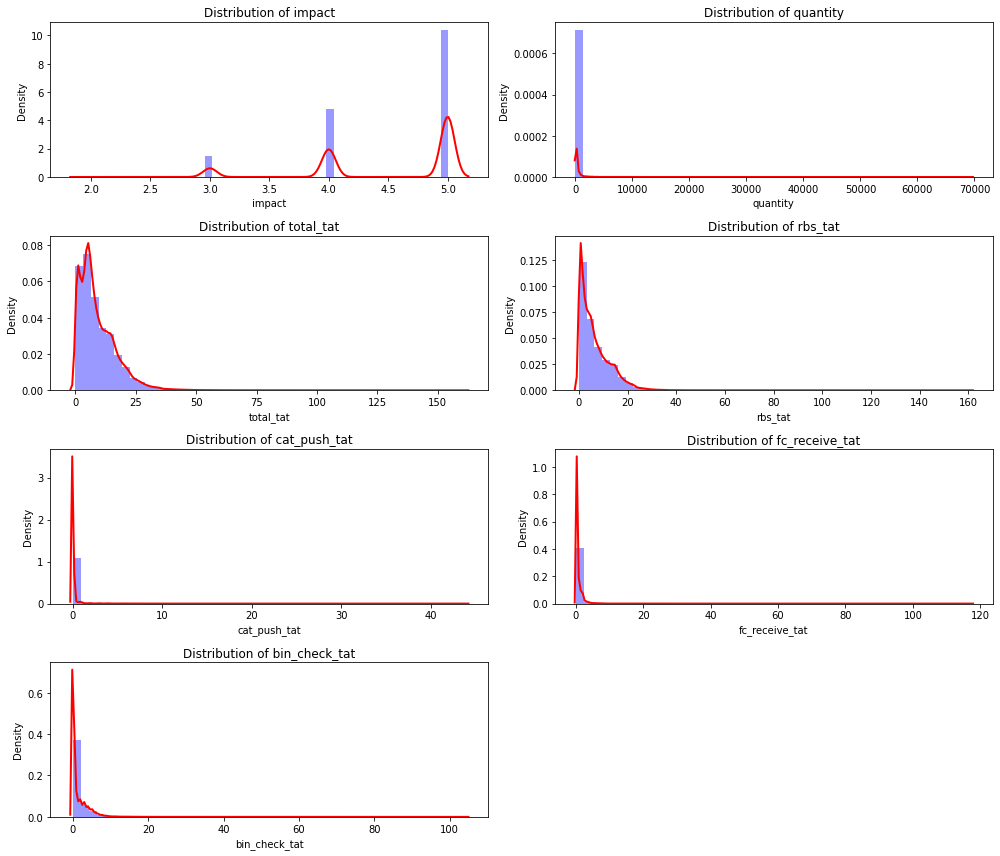 Distribution of impact
Density
10
8
6
4
2
0
2.0 2.5 3.0 3.5 4.0 4.5 5.0
impact
Distribution of quantity
Density
0.0006
0.0004
0.0002
0.0000
0 10000 20000 30000 40000 50000 60000 70000
quantity
Distribution of total_tat
Density
0.08
0.06
0.04
0.02
0.00
0 25 50 75 100 125 150
total_tat
Distribution of rbs_tat
Density
0.125
0.100
0.075
0.050
0.025
0.000
0 20 40 60 80 100 120 140 160
rbs_tat
Distribution of cat_push_tat
Density
3
2
1
0
0 10 20 30 40
cat_push_tat
Distribution of fc_receive_tat
Density
1.0
0.8
0.6
0.4
0.2
0.0
0 20 40 60 80 100 120
fc_receive_tat
Distribution of bin_check_tat
Density
0.6
0.4
0.2
0.0
0 20 40 60 80 100
bin_check_tat